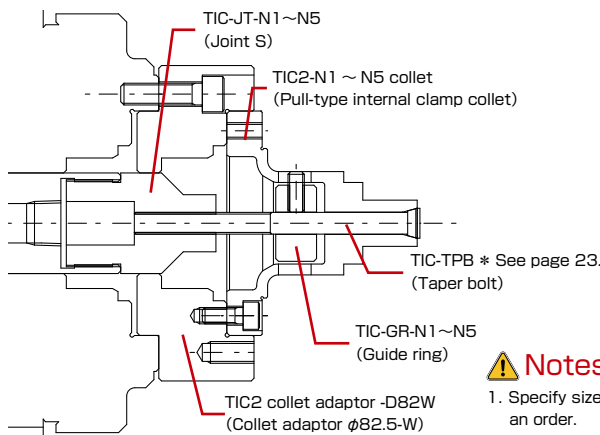 TIC-JT-N1～N5
(Joint S)
TIC2-N1 ～ N5 collet
(Pull-type internal clamp collet)
TIC-TPB * See page 23.
(Taper bolt)
TIC-GR-N1～N5
(Guide ring)
TIC2 collet adaptor -D82W
(Collet adaptor φ82.5-W)
Notes
1. Specify size
an order.